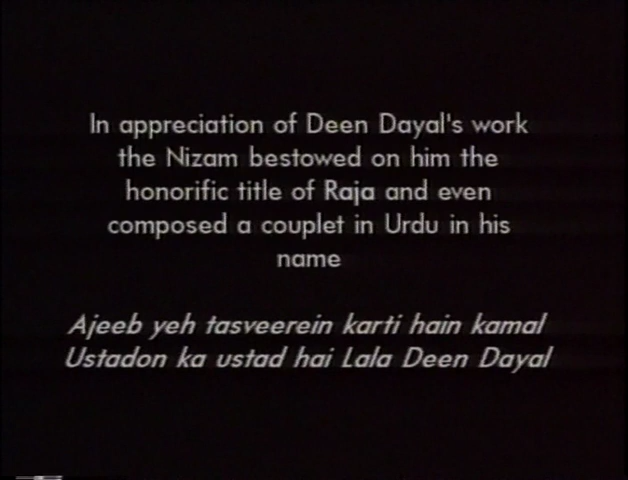 In appreciation of Deen Dayal's work
the Nizam bestowed on him the
honorific title of Raja and even
composed a couplet in Urdu in his
name
Ajeeb yeh tasveerein karti hain kamal
Ustadon ka ustad hai Lala Deen Dayal